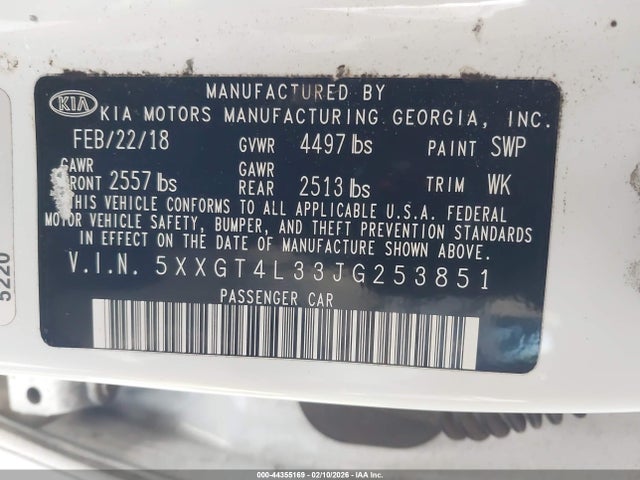 MANUFACTURED BY
KIA KIA MOTORS MANUFACTURING GEORGIA, INC.
FEB/22/18 GVWR 4497 lbs PAINT SWP
GAWR FRONT 2557 lbs GAWR REAR 2513 lbs TRIM WK
THIS VEHICLE CONFORMS TO ALL APPLICABLE U.S.A. FEDERAL
MOTOR VEHICLE SAFETY, BUMPER, AND THEFT PREVENTION STANDARDS
IN EFFECT ON THE DATE OF MANUFACTURE SHOWN ABOVE.
V.I.N. 5XXGT4L33JG253851
PASSENGER CAR
5220
000-44355169 - 02/10/2026 - IAA, Inc.